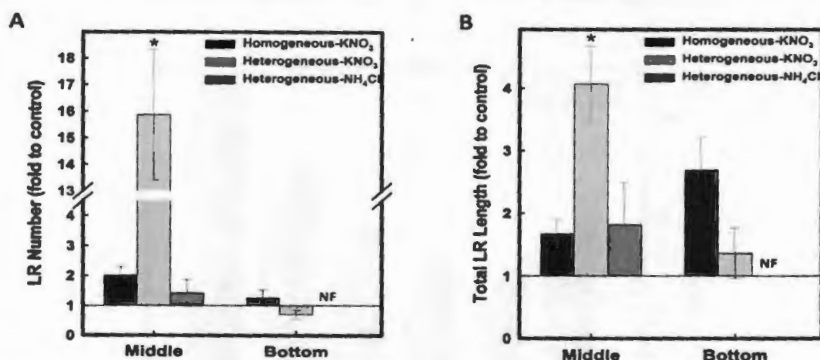 A
LR Number (fold to control)
18
17
16
15
14
13
4
3
2
1
0
*
Homogeneous-KNO₃
Heterogeneous-KNO₃
Heterogeneous-NH₄Cl
NF
Middle
Bottom
B
Total LR Length (fold to control)
4
3
2
1
0
*
Homogeneous-KNO₃
Heterogeneous-KNO₃
Heterogeneous-NH₄Cl
NF
Middle
Bottom